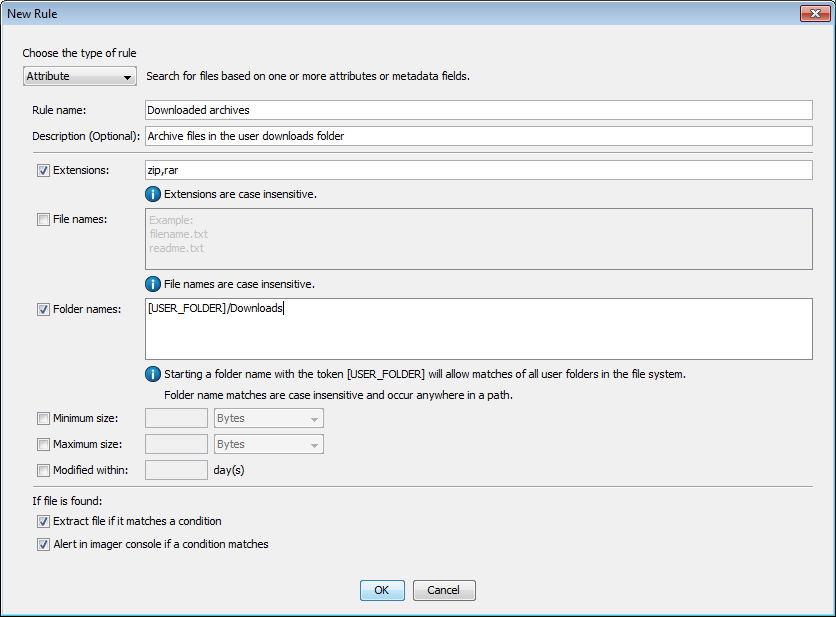 New Rule
Choose the type of rule
Attribute Search for files based on one or more attributes or metadata fields.
Rule name: Downloaded archives
Description (Optional): Archive files in the user downloads folder
Extensions: zip,rar
Extensions are case insensitive.
File names: Example:
filename.txt
readme.txt
File names are case insensitive.
Folder names: [USER_FOLDER]/Downloads
Starting a folder name with the token [USER_FOLDER] will allow matches of all user folders in the file system.
Folder name matches are case insensitive and occur anywhere in a path.
Minimum size: Bytes
Maximum size: Bytes
Modified within: day(s)
If file is found:
Extract file if it matches a condition
Alert in imager console if a condition matches
OK Cancel